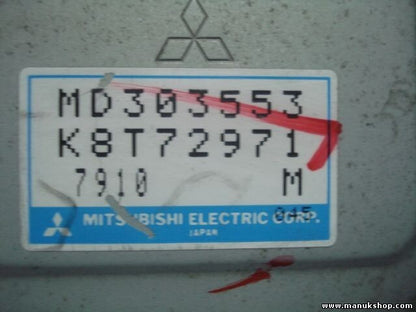 MD303553
K8T72971
7910 M
045
MITSUBISHI ELECTRIC CORP.
JAPAN
www.manukshop.com